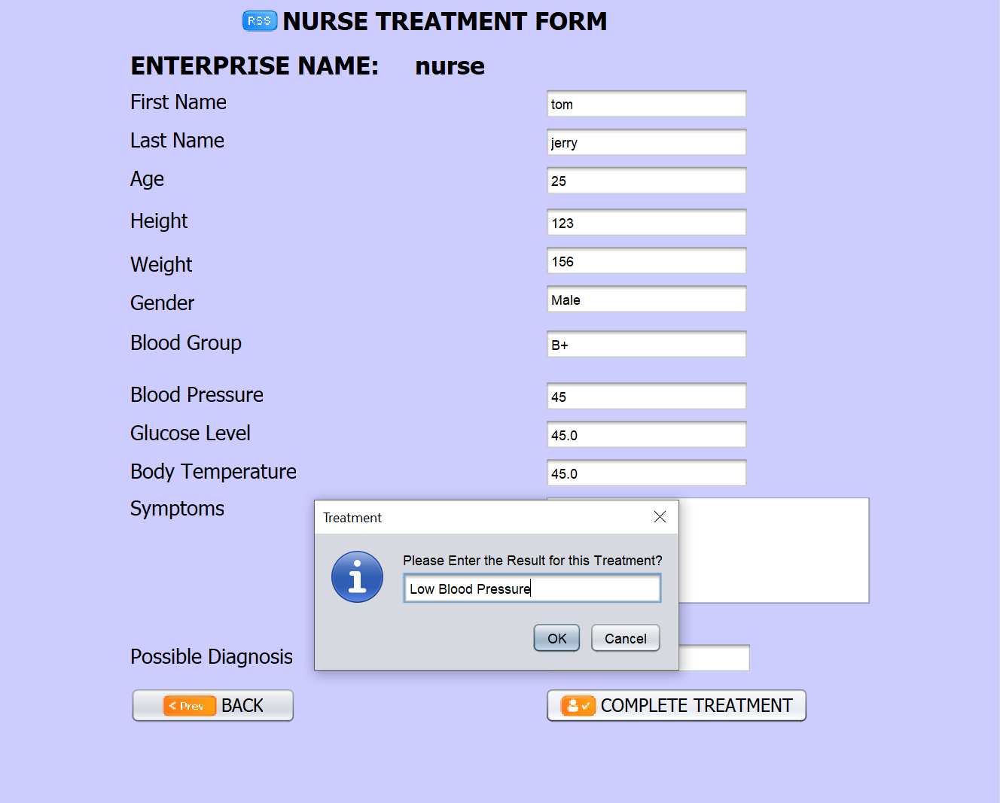 RSS NURSE TREATMENT FORM
ENTERPRISE NAME: nurse
First Name tom
Last Name jerry
Age 25
Height 123
Weight 156
Gender Male
Blood Group B+
Blood Pressure 45
Glucose Level 45.0
Body Temperature 45.0
Symptoms
Treatment
Please Enter the Result for this Treatment?
Low Blood Pressure
OK Cancel
Possible Diagnosis
< Prev BACK COMPLETE TREATMENT